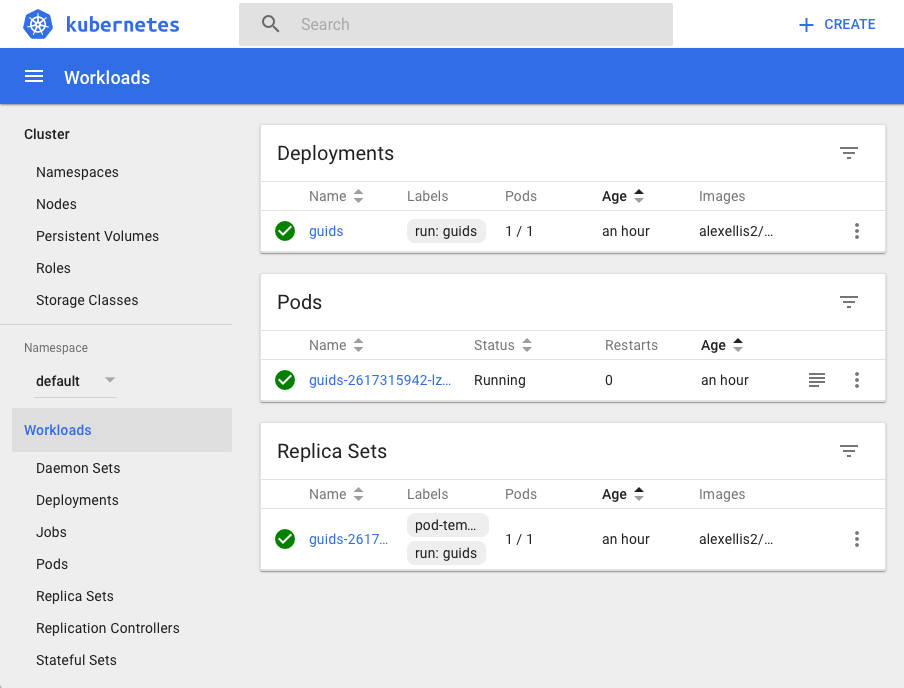 kubernetes
Search
+ CREATE
Workloads
Cluster
Namespaces
Nodes
Persistent Volumes
Roles
Storage Classes
Namespace
default
Workloads
Daemon Sets
Deployments
Jobs
Pods
Replica Sets
Replication Controllers
Stateful Sets
Deployments
Name Labels Pods Age Images
guids run: guids 1 / 1 an hour alexellis2/…
Pods
Name Status Restarts Age
guids-2617315942-lz… Running 0 an hour
Replica Sets
Name Labels Pods Age Images
guids-2617… pod-tem… 1 / 1 an hour alexellis2/…
run: guids